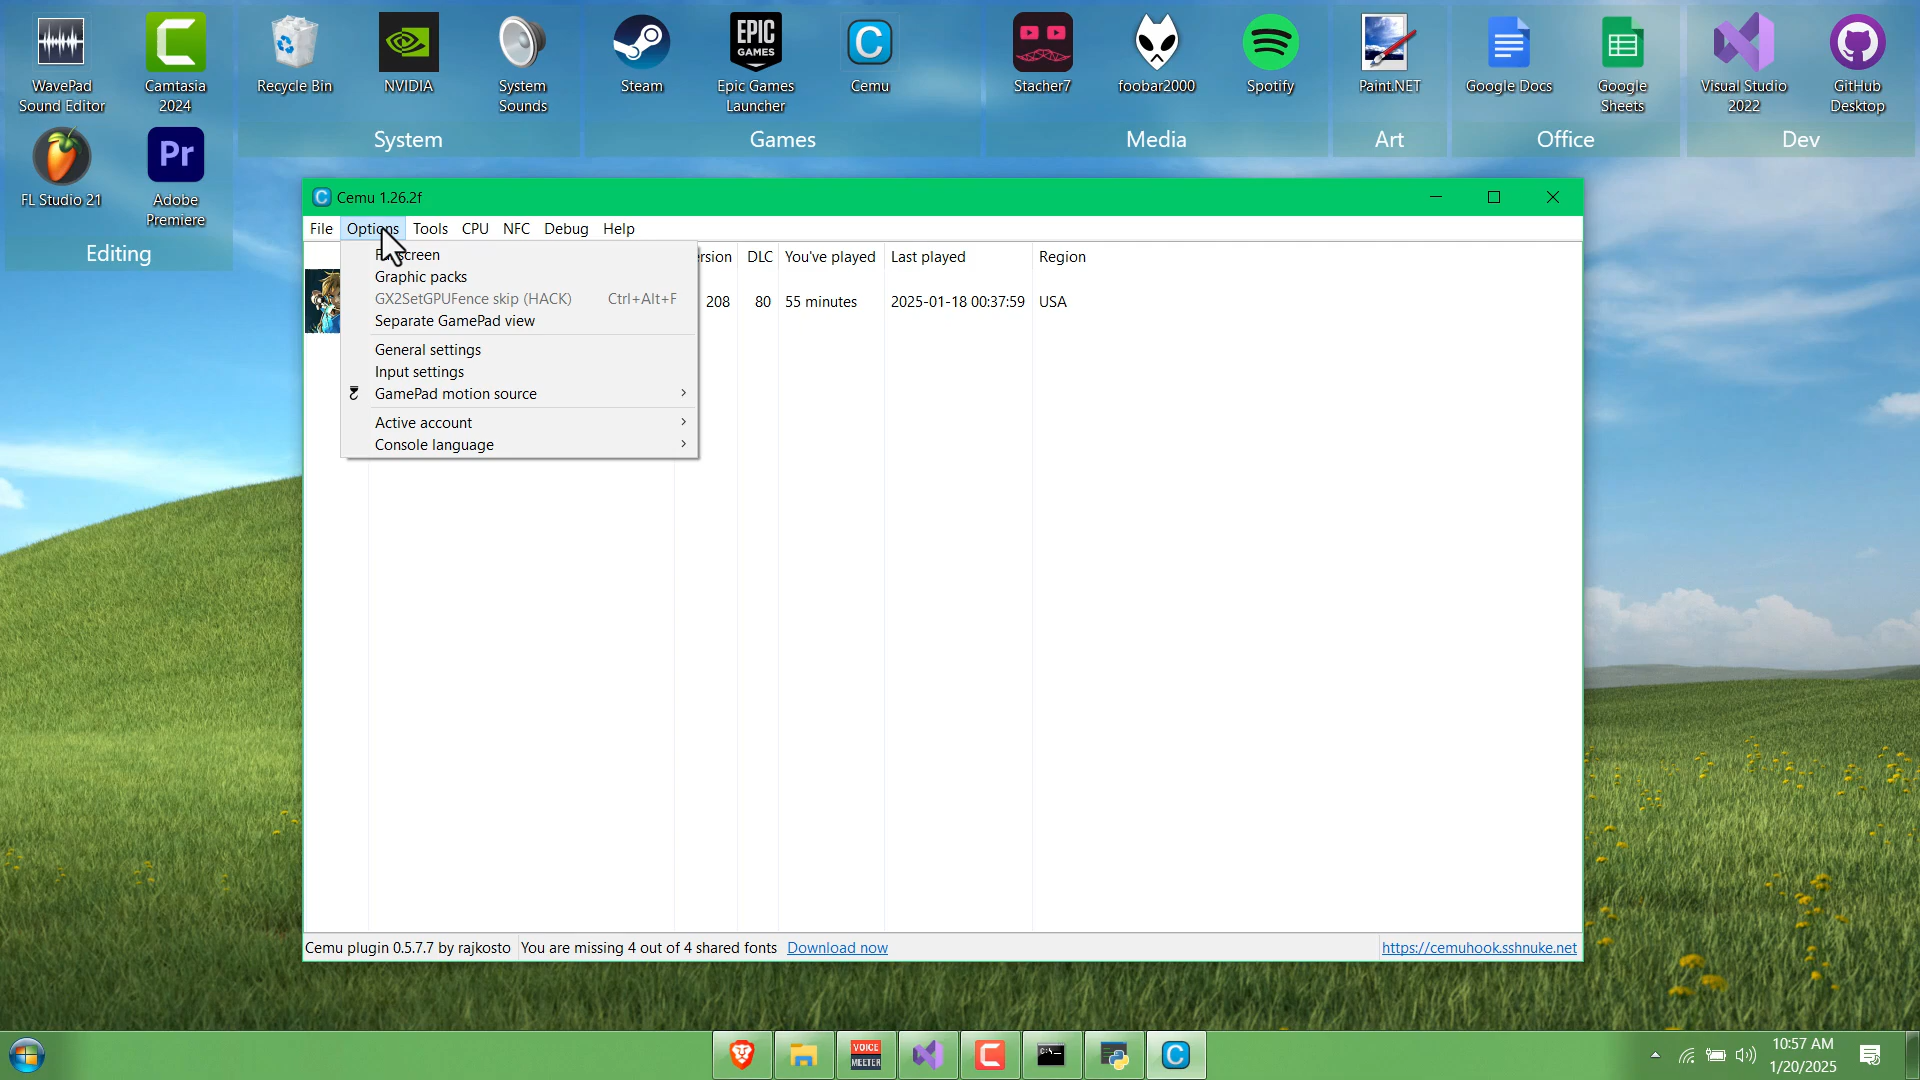 WavePad
Sound Editor
Camtasia
2024
Recycle Bin
NVIDIA
System
Sounds
Steam
EPIC
GAMES
Epic Games
Launcher
Cemu
Stacher7
foobar2000
Spotify
Paint.NET
Google Docs
Google
Sheets
Visual Studio
2022
GitHub
Desktop
System
Games
Media
Art
Office
Dev
FL Studio 21
Pr
Adobe
Premiere
Editing
Cemu 1.26.2f
File Options Tools CPU NFC Debug Help
screen
Graphic packs
GX2SetGPUFence skip (HACK) Ctrl+Alt+F
Separate GamePad view
General settings
Input settings
GamePad motion source
Active account
Console language
rsion DLC You've played Last played Region
208 80 55 minutes 2025-01-18 00:37:59 USA
Cemu plugin 0.5.7.7 by rajkosto You are missing 4 out of 4 shared fonts Download now https://cemuhook.sshnuke.net
VOICE
MEETER
C:\
10:57 AM
1/20/2025